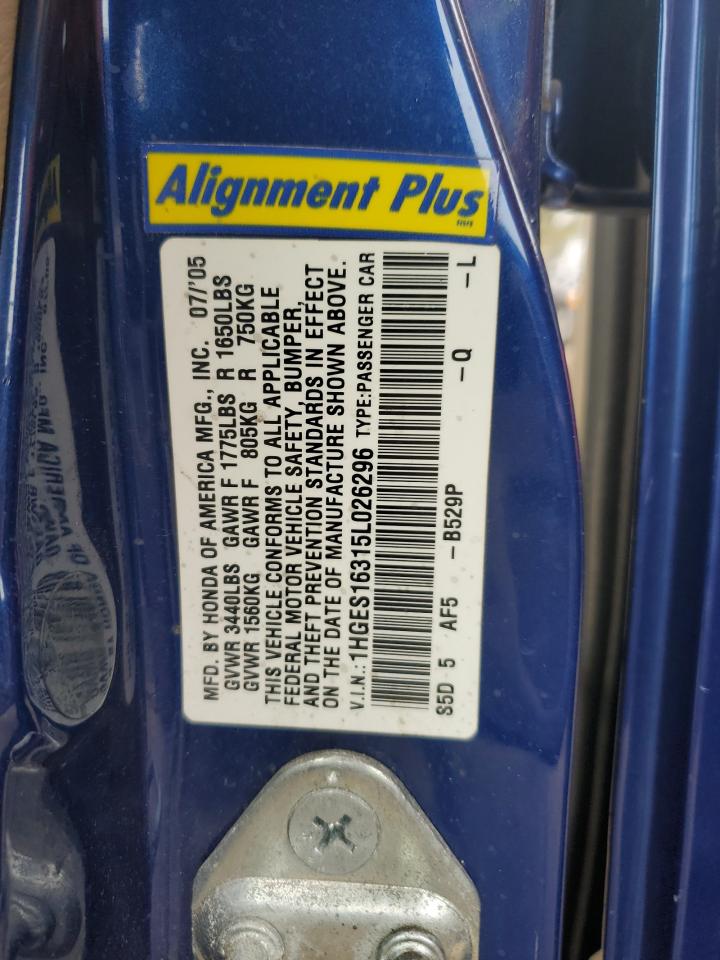 Alignment Plus
MFD. BY HONDA OF AMERICA MFG., INC. 07/'05
GVWR 3440LBS GAWR F 1775LBS R 1650LBS
GVWR 1560KG GAWR F 805KG R 750KG
THIS VEHICLE CONFORMS TO ALL APPLICABLE
FEDERAL MOTOR VEHICLE SAFETY, BUMPER,
AND THEFT PREVENTION STANDARDS IN EFFECT
ON THE DATE OF MANUFACTURE SHOWN ABOVE.
V.I.N.: 1HGES16315L026296 TYPE:PASSENGER CAR
S5D 5 AF5 -B529P -Q -L